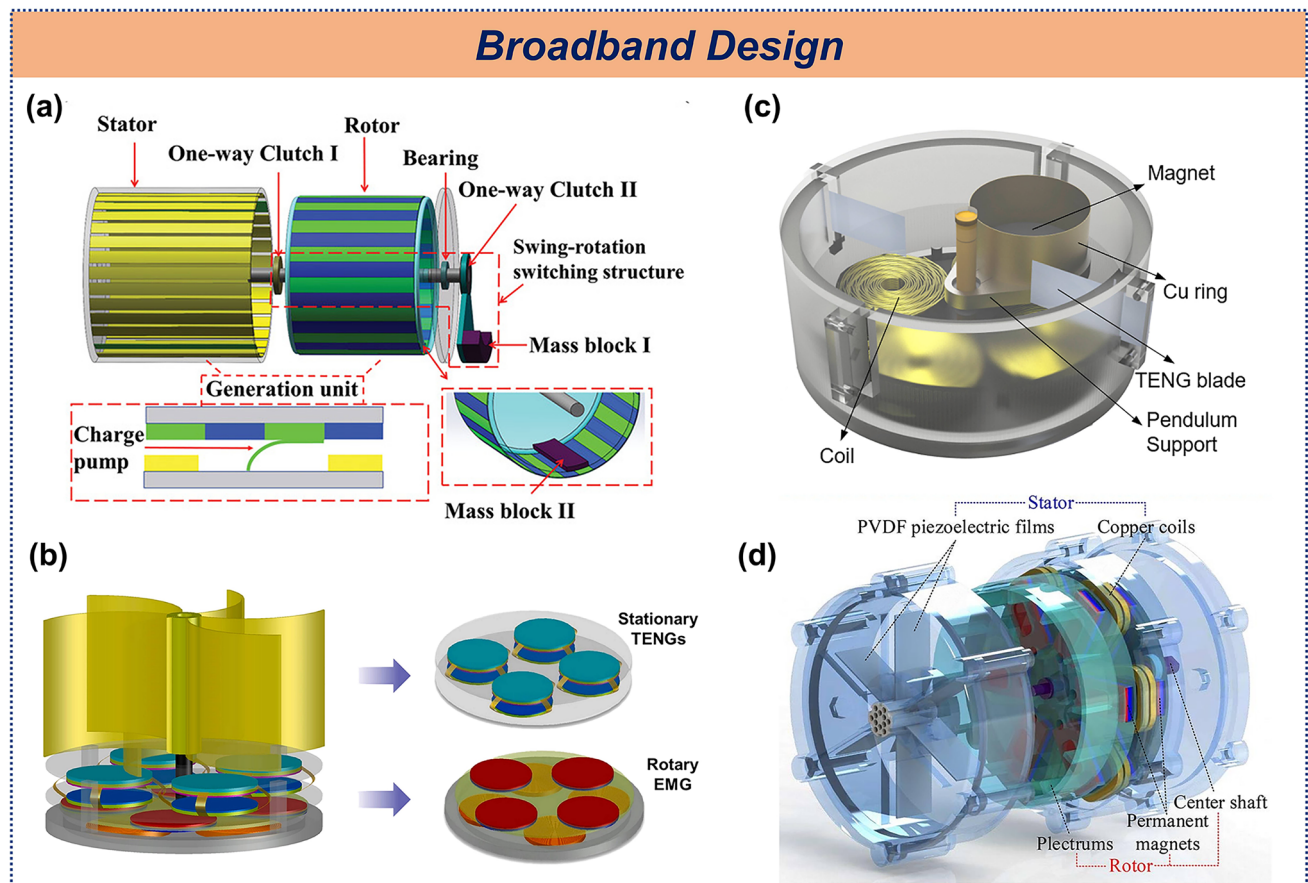 Broadband Design
(a)
Stator
One-way Clutch I
Rotor
Bearing
One-way Clutch II
Swing-rotation
switching structure
Mass block I
Generation unit
Charge
pump
Mass block II
(b)
Stationary
TENGs
Rotary
EMG
(c)
Magnet
Cu ring
TENG blade
Pendulum
Support
Coil
(d)
Stator
PVDF piezoelectric films
Copper coils
Center shaft
Permanent
magnets
Plectrums
Rotor